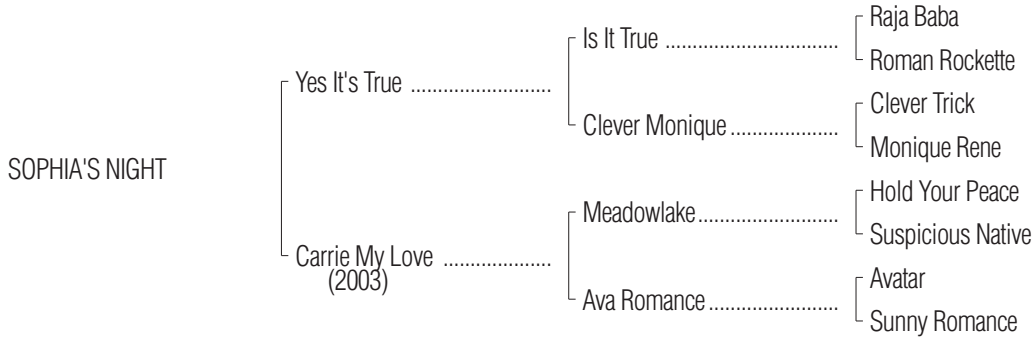 Raja Baba
Is It True ................................
Roman Rockette
Yes It's True ..........................
Clever Trick
Clever Monique ....................
Monique Rene
SOPHIA'S NIGHT
Hold Your Peace
Meadowlake..........................
Suspicious Native
Carrie My Love ....................
(2003)
Avatar
Ava Romance........................
Sunny Romance